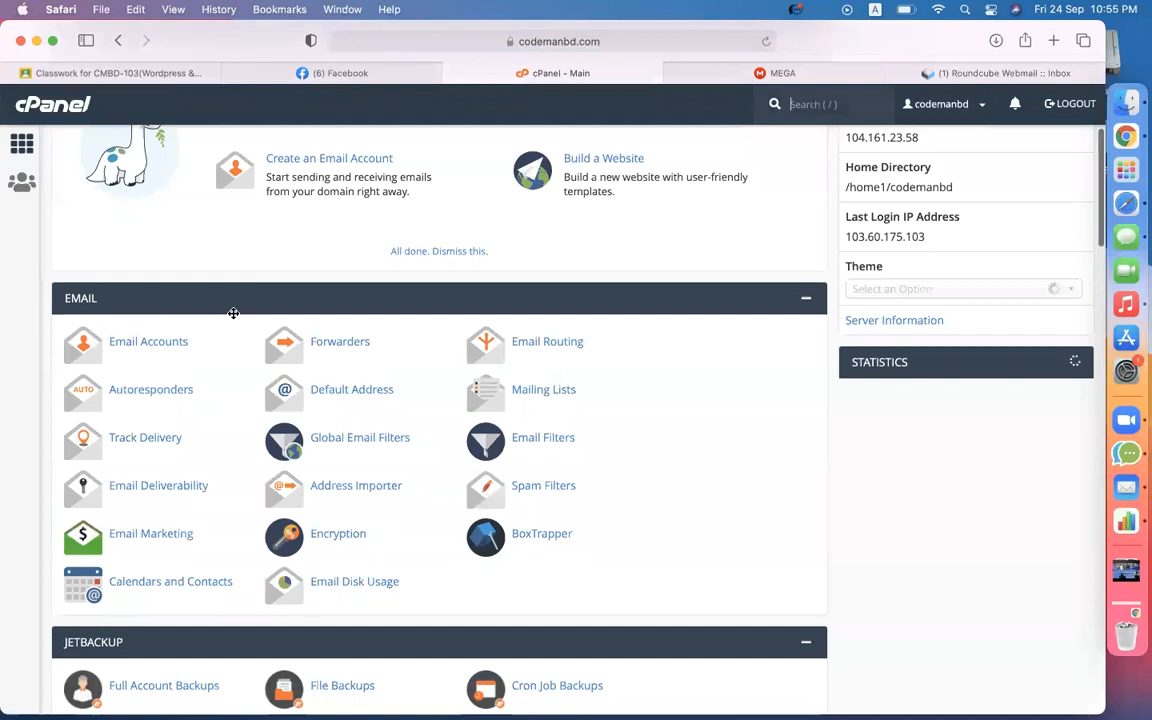 Safari File Edit View History Bookmarks Window Help A Fri 24 Sep 10:55 PM
codemanbd.com
Classwork for CMBD-103(Wordpress &... (6) Facebook cPanel - Main MEGA (1) Roundcube Webmail :: Inbox
cPanel Search ( / ) codemanbd LOGOUT
104.161.23.58
Create an Email Account
Start sending and receiving emails
from your domain right away.
Build a Website
Build a new website with user-friendly
templates.
All done. Dismiss this.
Home Directory
/home1/codemanbd
Last Login IP Address
103.60.175.103
Theme
Select an Option
Server Information
STATISTICS
EMAIL
Email Accounts Forwarders Email Routing
AUTO Autoresponders Default Address Mailing Lists
Track Delivery Global Email Filters Email Filters
Email Deliverability Address Importer Spam Filters
Email Marketing Encryption BoxTrapper
Calendars and Contacts Email Disk Usage
JETBACKUP
Full Account Backups File Backups Cron Job Backups